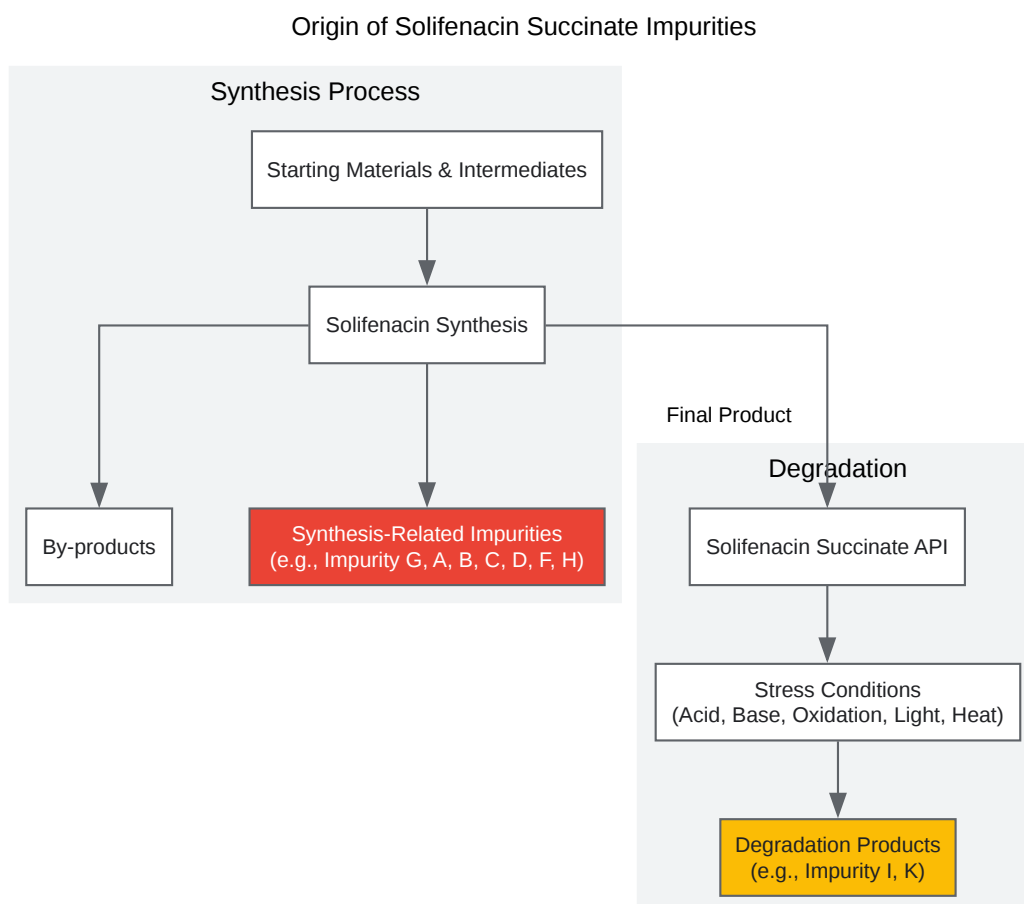 Origin of Solifenacin Succinate Impurities
Synthesis Process
Starting Materials & Intermediates
Solifenacin Synthesis
Final Product
Degradation
By-products
Synthesis-Related Impurities
(e.g., Impurity G, A, B, C, D, F, H)
Solifenacin Succinate API
Stress Conditions
(Acid, Base, Oxidation, Light, Heat)
Degradation Products
(e.g., Impurity I, K)